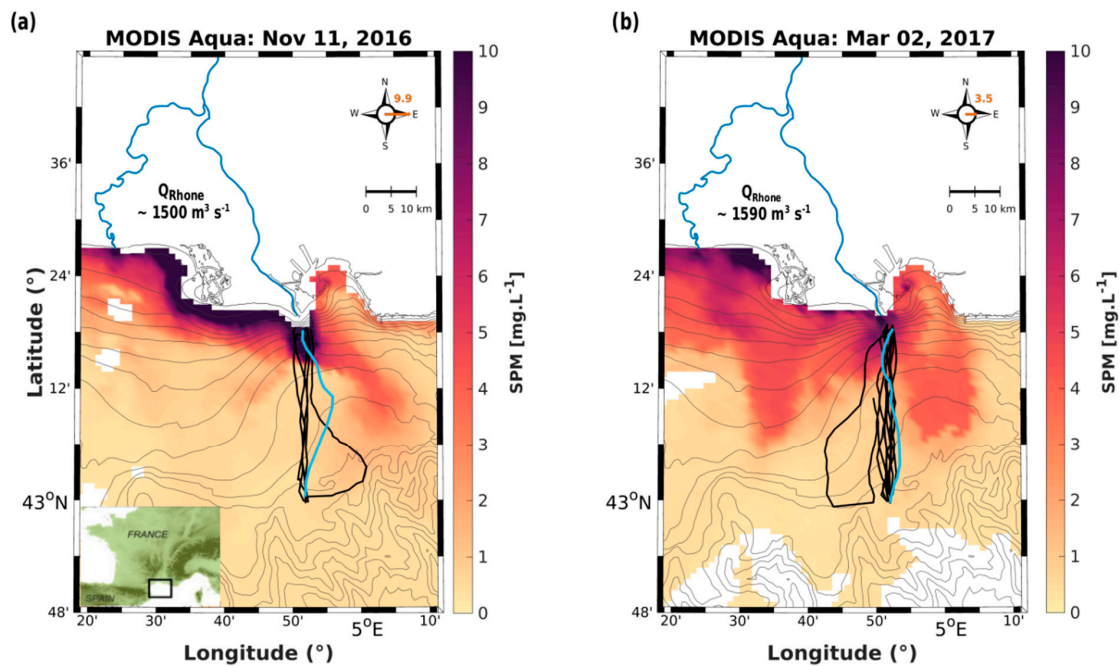 (a)
MODIS Aqua: Nov 11, 2016
N
9.9
W
E
S
Q_Rhone
~ 1500 m³ s⁻¹
0 5 10 km
36'
24'
12'
43°N
48'
Latitude (°)
FRANCE
SPAIN
20' 30' 40' 50' 5°E 10'
Longitude (°)
10
9
8
7
6
5
4
3
2
1
0
SPM [mg.L⁻¹]
(b)
MODIS Aqua: Mar 02, 2017
N
3.5
W
E
S
Q_Rhone
~ 1590 m³ s⁻¹
0 5 10 km
36'
24'
12'
43°N
48'
20' 30' 40' 50' 5°E 10'
Longitude (°)
10
9
8
7
6
5
4
3
2
1
0
SPM [mg.L⁻¹]